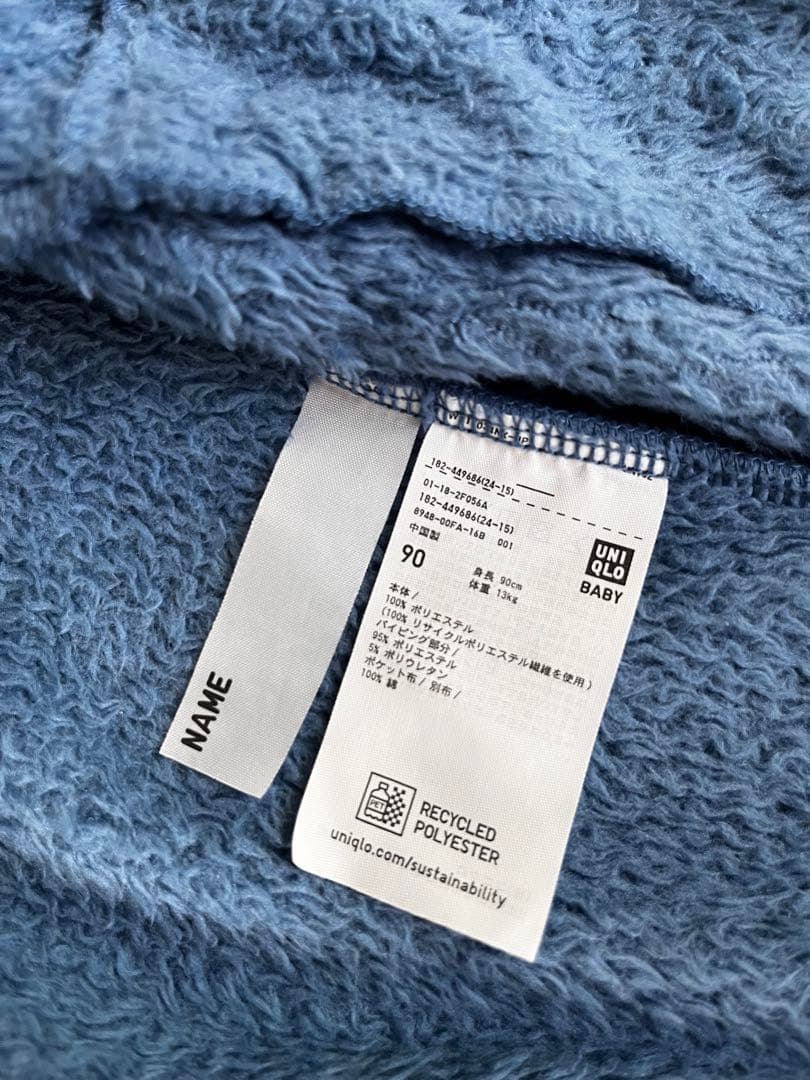 182-449686(24-15)
01-18-2F056A
182-449686(24-15)
8948-00FA-16B 001
中国製
90
身長 90cm
体重 13kg
UNI
QLO
BABY
本体 /
100% ポリエステル
(100% リサイクルポリエステル繊維を使用)
パイピング部分 /
95% ポリエステル
5% ポリウレタン
ポケット布 / 別布 /
100% 綿
NAME
PET
RECYCLED
POLYESTER
uniqlo.com/sustainability